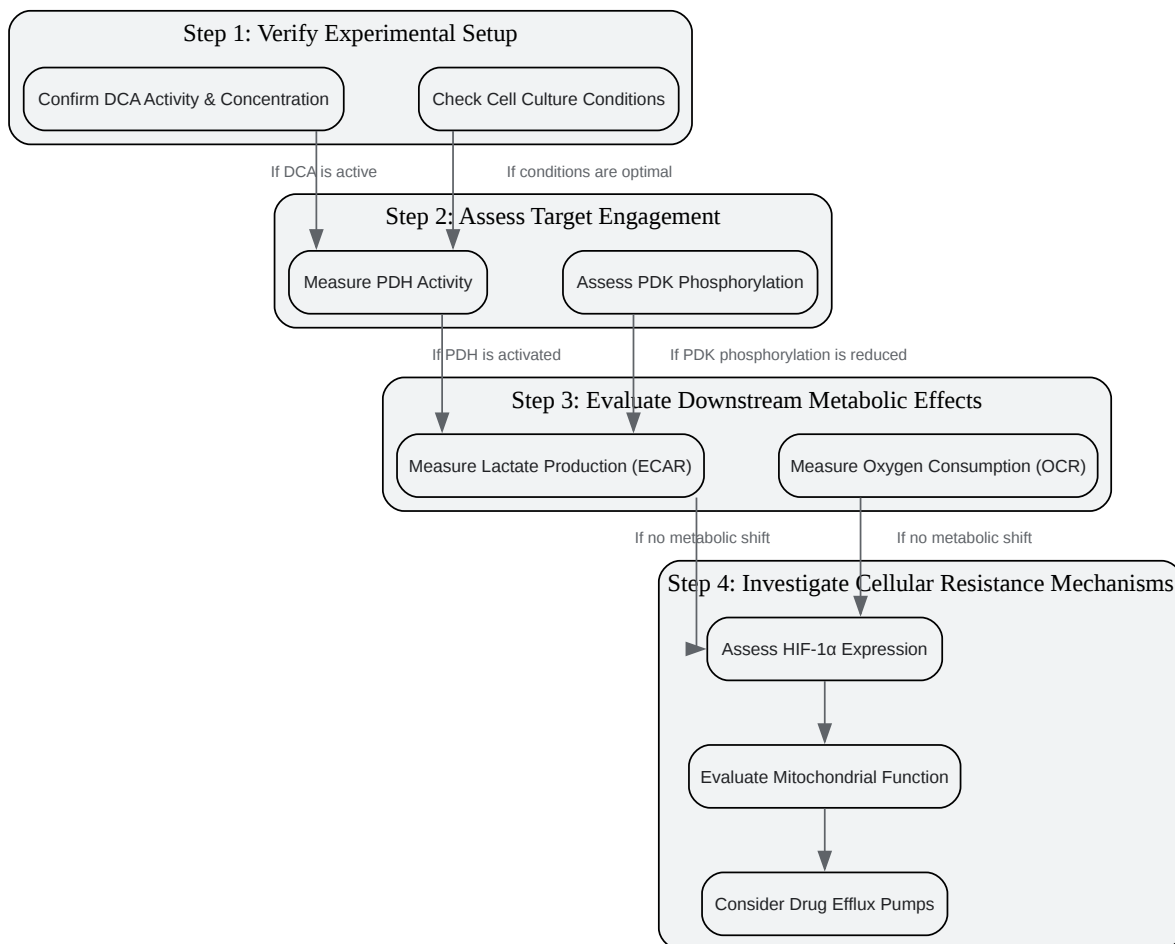 Step 1: Verify Experimental Setup
Confirm DCA Activity & Concentration
Check Cell Culture Conditions
If DCA is active
If conditions are optimal
Step 2: Assess Target Engagement
Measure PDH Activity
Assess PDK Phosphorylation
If PDH is activated
If PDK phosphorylation is reduced
Step 3: Evaluate Downstream Metabolic Effects
Measure Lactate Production (ECAR)
Measure Oxygen Consumption (OCR)
If no metabolic shift
If no metabolic shift
Step 4: Investigate Cellular Resistance Mechanisms
Assess HIF-1α Expression
Evaluate Mitochondrial Function
Consider Drug Efflux Pumps